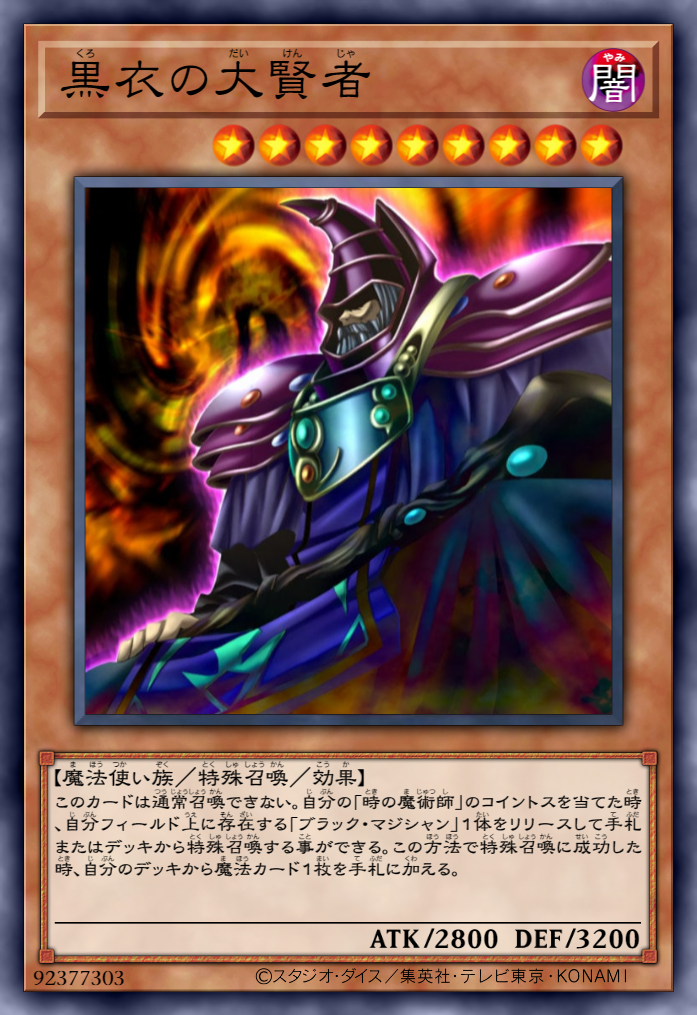 黒衣の大賢者
闇
【魔法使い族／特殊召喚／効果】
このカードは通常召喚できない。自分の「時の魔術師」のコイントスを当てた時
、自分フィールド上に存在する「ブラック・マジシャン」1体をリリースして手札
またはデッキから特殊召喚する事ができる。この方法で特殊召喚に成功した
時、自分のデッキから魔法カード1枚を手札に加える。
ATK/2800 DEF/3200
92377303 ©スタジオ・ダイス／集英社・テレビ東京・KONAMI